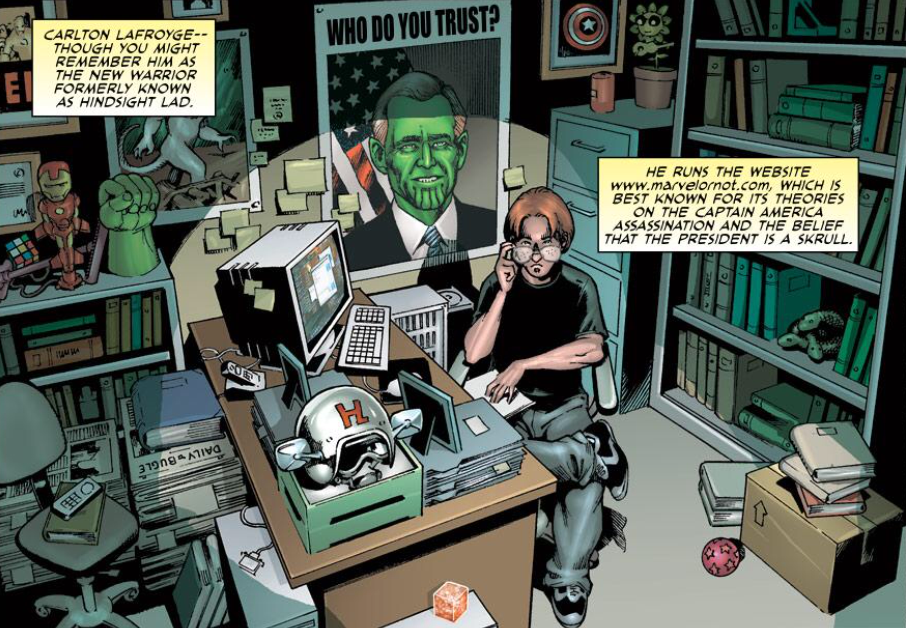 CARLTON LAFROYGE--
THOUGH YOU MIGHT
REMEMBER HIM AS
THE NEW WARRIOR
FORMERLY KNOWN
AS HINDSIGHT LAD.
WHO DO YOU TRUST?
HE RUNS THE WEBSITE
www.marvelornot.com, WHICH IS
BEST KNOWN FOR ITS THEORIES
ON THE CAPTAIN AMERICA
ASSASSINATION AND THE BELIEF
THAT THE PRESIDENT IS A SKRULL.
HL
DAILY BUGLE